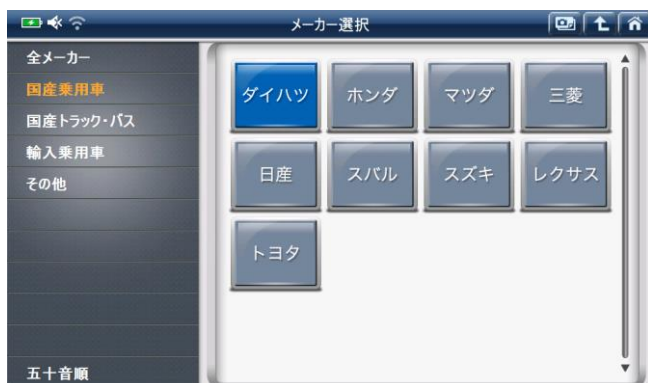 メーカー選択
全メーカー
国産乗用車
国産トラック・バス
輸入乗用車
その他
五十音順
ダイハツ ホンダ マツダ 三菱
日産 スバル スズキ レクサス
トヨタ